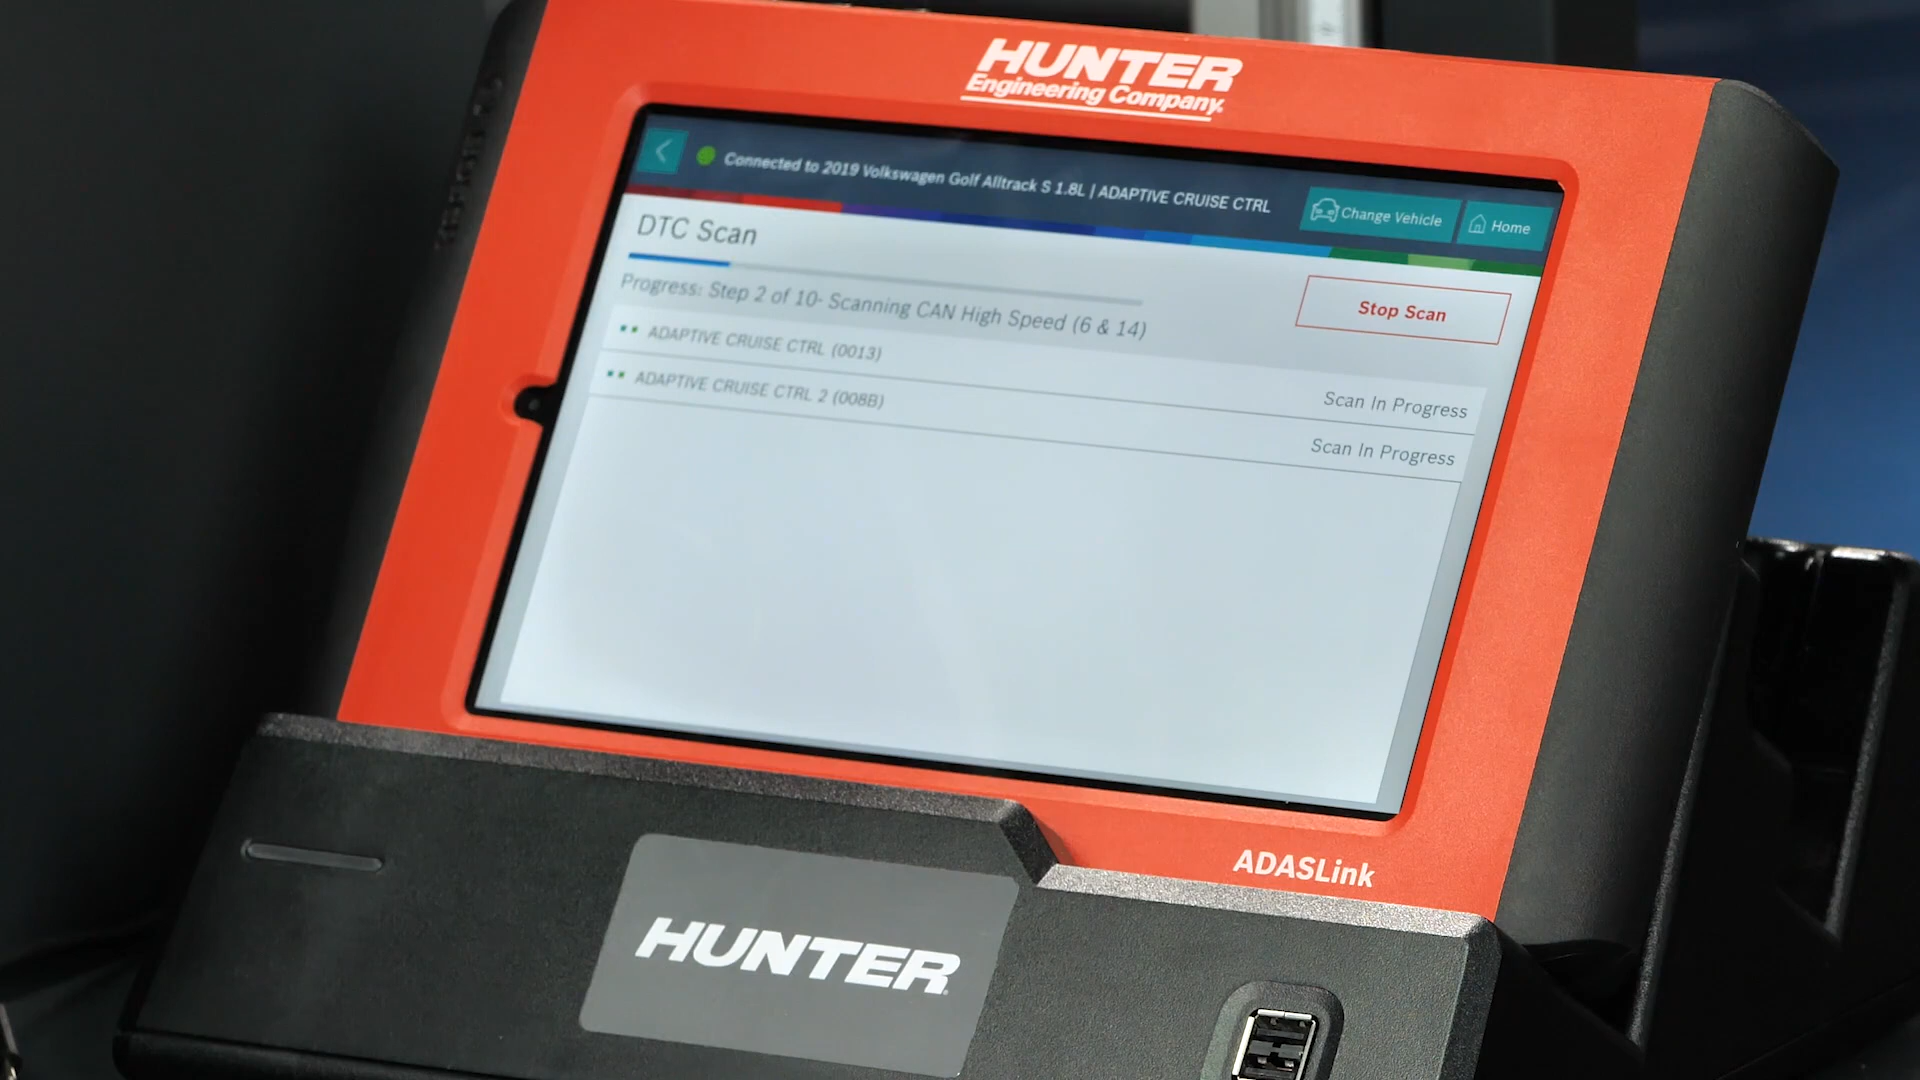 HUNTER
Engineering Company
Connected to 2019 Volkswagen Golf Alltrack S 1.8L | ADAPTIVE CRUISE CTRL
Change Vehicle
Home
DTC Scan
Stop Scan
Progress: Step 2 of 10- Scanning CAN High Speed (6 & 14)
ADAPTIVE CRUISE CTRL (0013)
Scan In Progress
ADAPTIVE CRUISE CTRL 2 (008B)
Scan In Progress
ADASLink
HUNTER